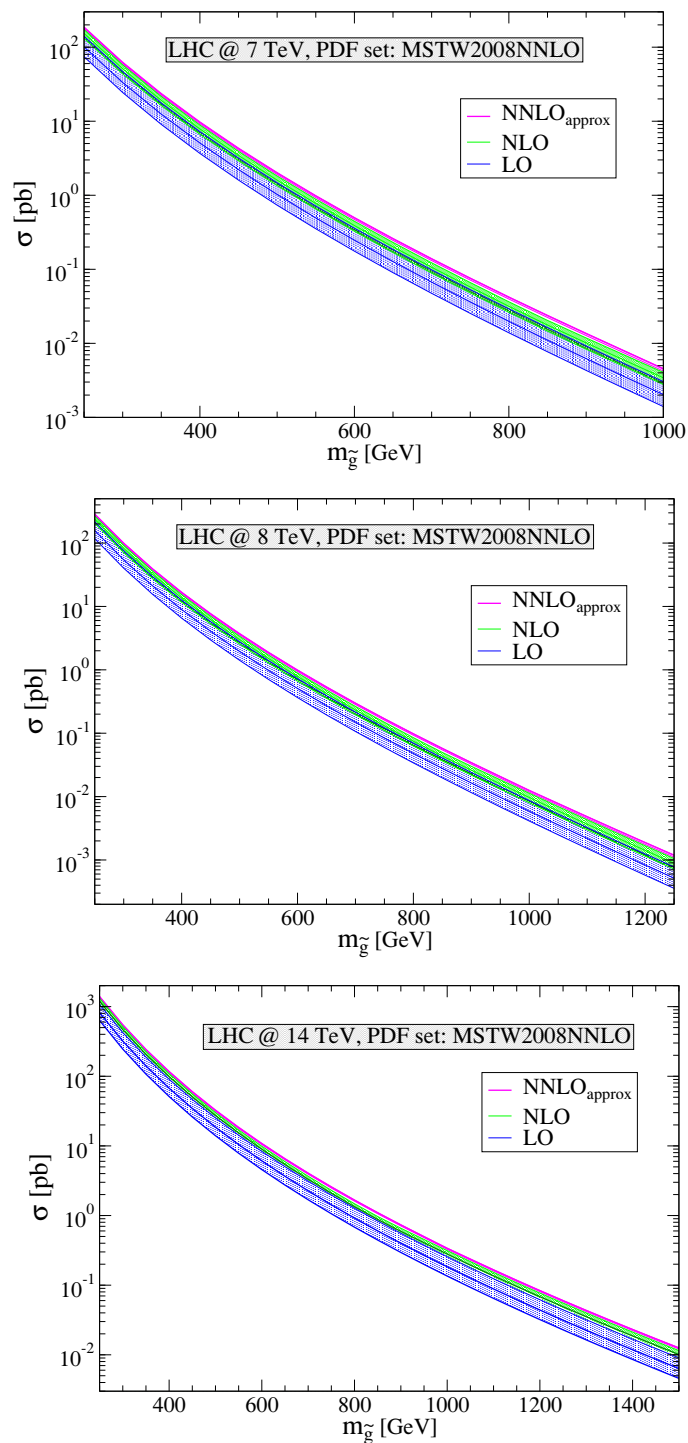 LHC @ 7 TeV, PDF set: MSTW2008NNLO
NNLO_approx
NLO
LO
σ [pb]
10^2
10^1
10^0
10^-1
10^-2
10^-3
400 600 800 1000
m_g̃ [GeV]
LHC @ 8 TeV, PDF set: MSTW2008NNLO
NNLO_approx
NLO
LO
σ [pb]
10^2
10^1
10^0
10^-1
10^-2
10^-3
400 600 800 1000 1200
m_g̃ [GeV]
LHC @ 14 TeV, PDF set: MSTW2008NNLO
NNLO_approx
NLO
LO
σ [pb]
10^3
10^2
10^1
10^0
10^-1
10^-2
400 600 800 1000 1200 1400
m_g̃ [GeV]